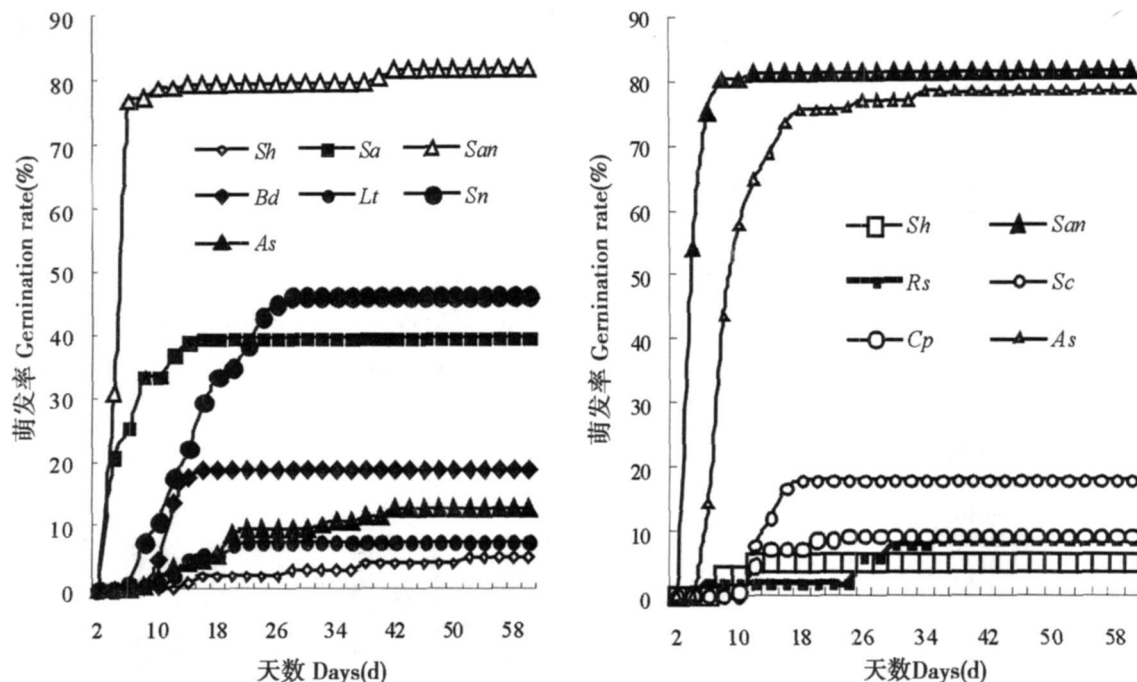 90
80
70
60
50
40
30
20
10
0
萌发率 Gernination rate(%)
Sh Sa San
Bd Lt Sn
As
2 10 18 26 34 42 50 58
天数 Days(d)
90
80
70
60
50
40
30
20
10
0
萌发率 Gernination rate(%)
Sh San
Rs Sc
Cp As
2 10 18 26 34 42 50 58
天数Days(d)